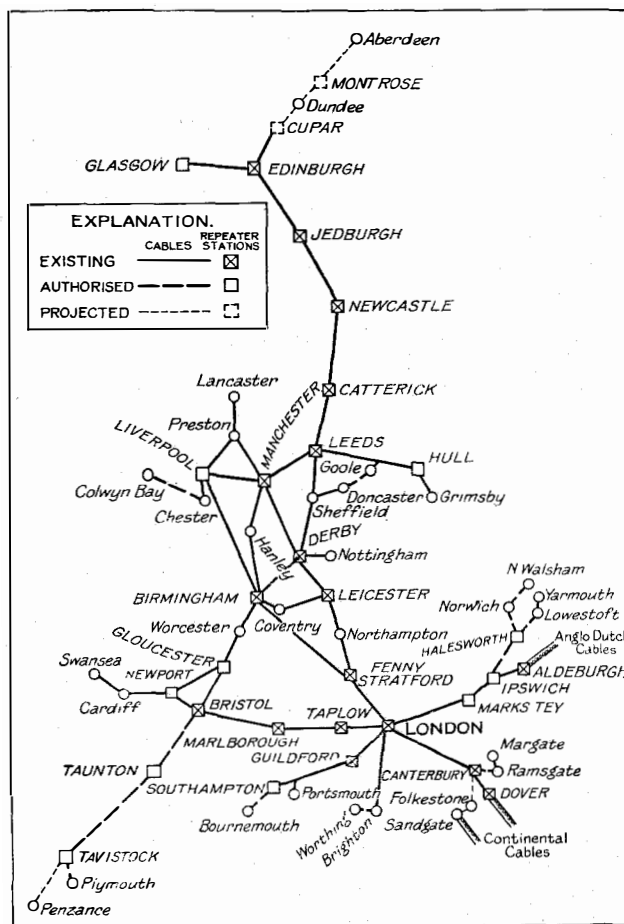 Aberdeen
MONTROSE
Dundee
CUPAR
GLASGOW
EDINBURGH
EXPLANATION.
CABLES
REPEATER
STATIONS
EXISTING
AUTHORISED
PROJECTED
JEDBURGH
NEWCASTLE
CATTERICK
Lancaster
Preston
MANCHESTER
LIVERPOOL
LEEDS
HULL
Goole
Colwyn Bay
Chester
Doncaster
Grimsby
Sheffield
Hanley
DERBY
Nottingham
BIRMINGHAM
LEICESTER
N Walsham
Yarmouth
Norwich
Lowestoft
Worcester
Coventry
Northampton
HALESWORTH
Anglo Dutch
Cables
GLOUCESTER
Swansea
NEWPORT
FENNY
STRATFORD
ALDEBURGH
IPSWICH
Cardiff
BRISTOL
TAPLOW
LONDON
MARKS TEY
MARLBOROUGH
GUILDFORD
Margate
TAUNTON
SOUTHAMPTON
CANTERBURY
Ramsgate
Portsmouth
Folkestone
DOVER
Bournemouth
Worthing
Brighton
Sandgate
Continental
Cables
TAVISTOCK
Plymouth
Penzance